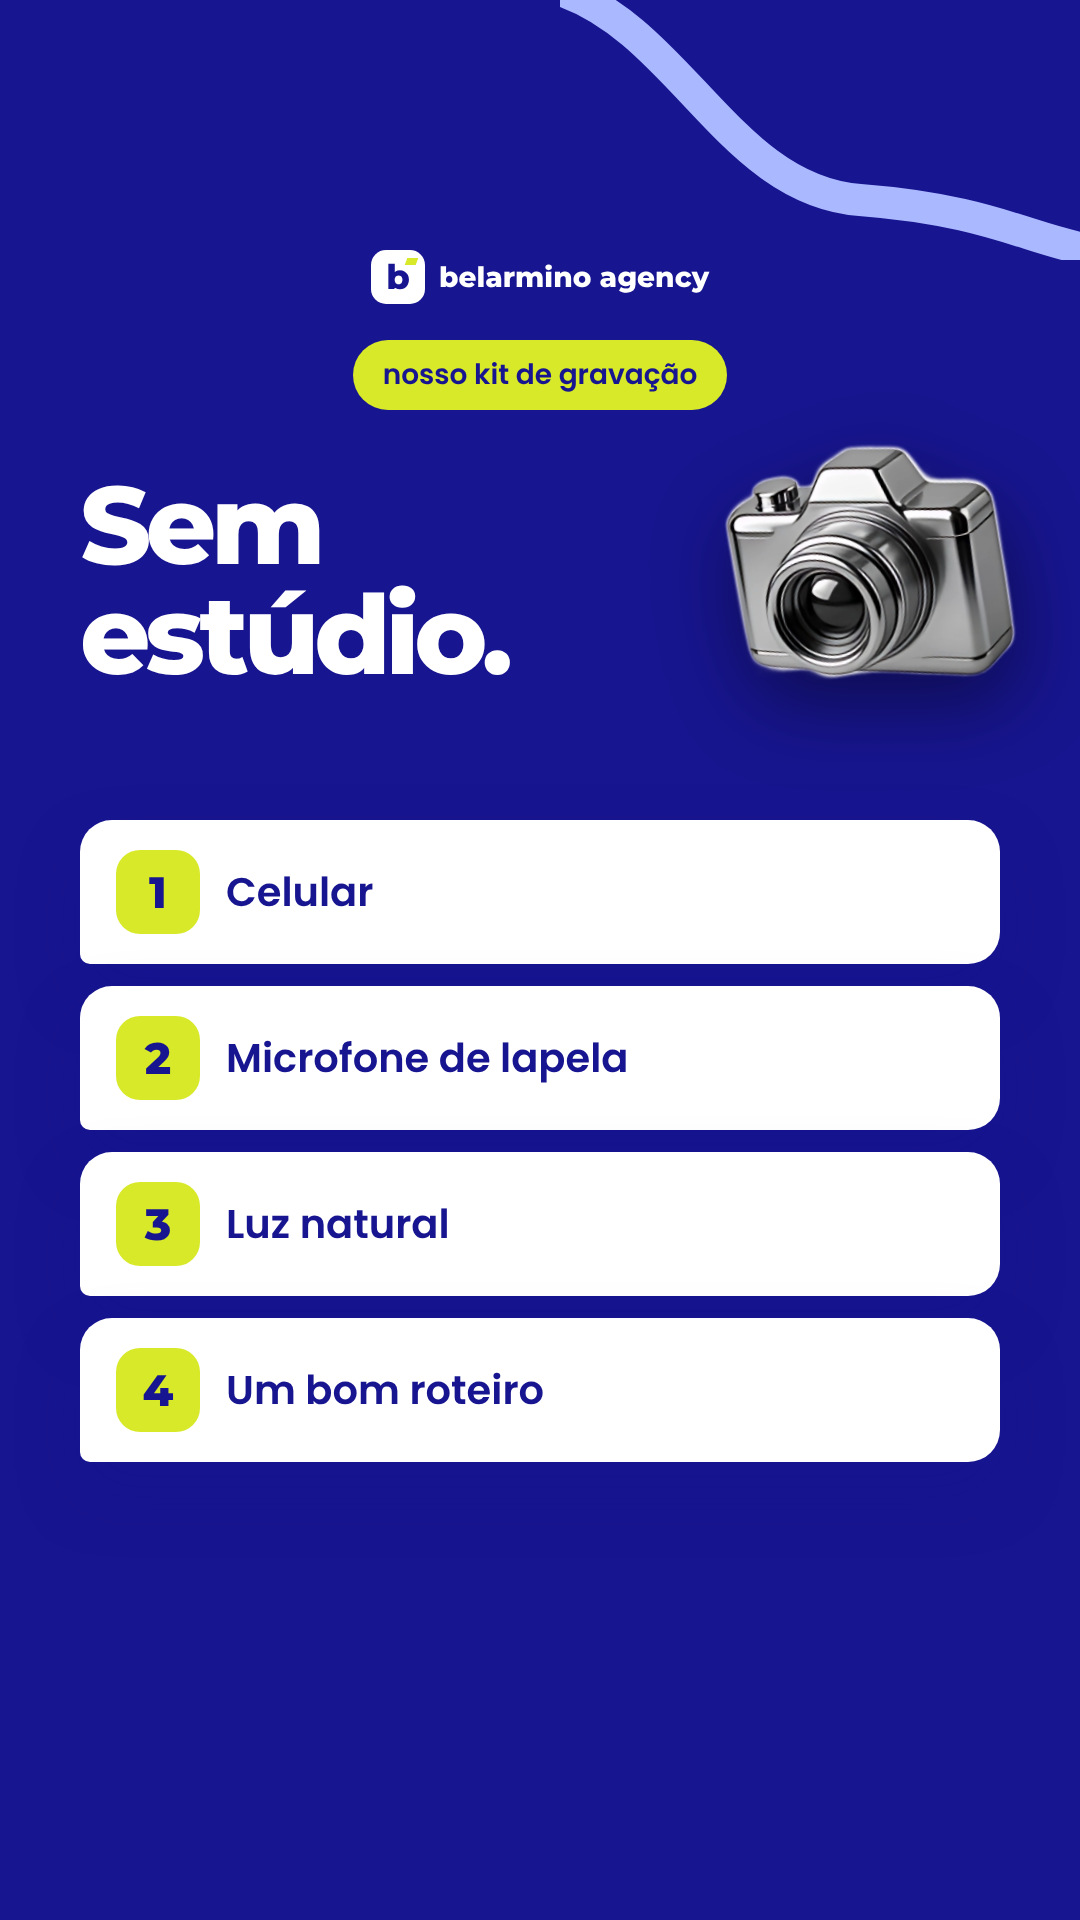 b belarmino agency
nosso kit de gravação
Sem
estúdio.
1 Celular
2 Microfone de lapela
3 Luz natural
4 Um bom roteiro